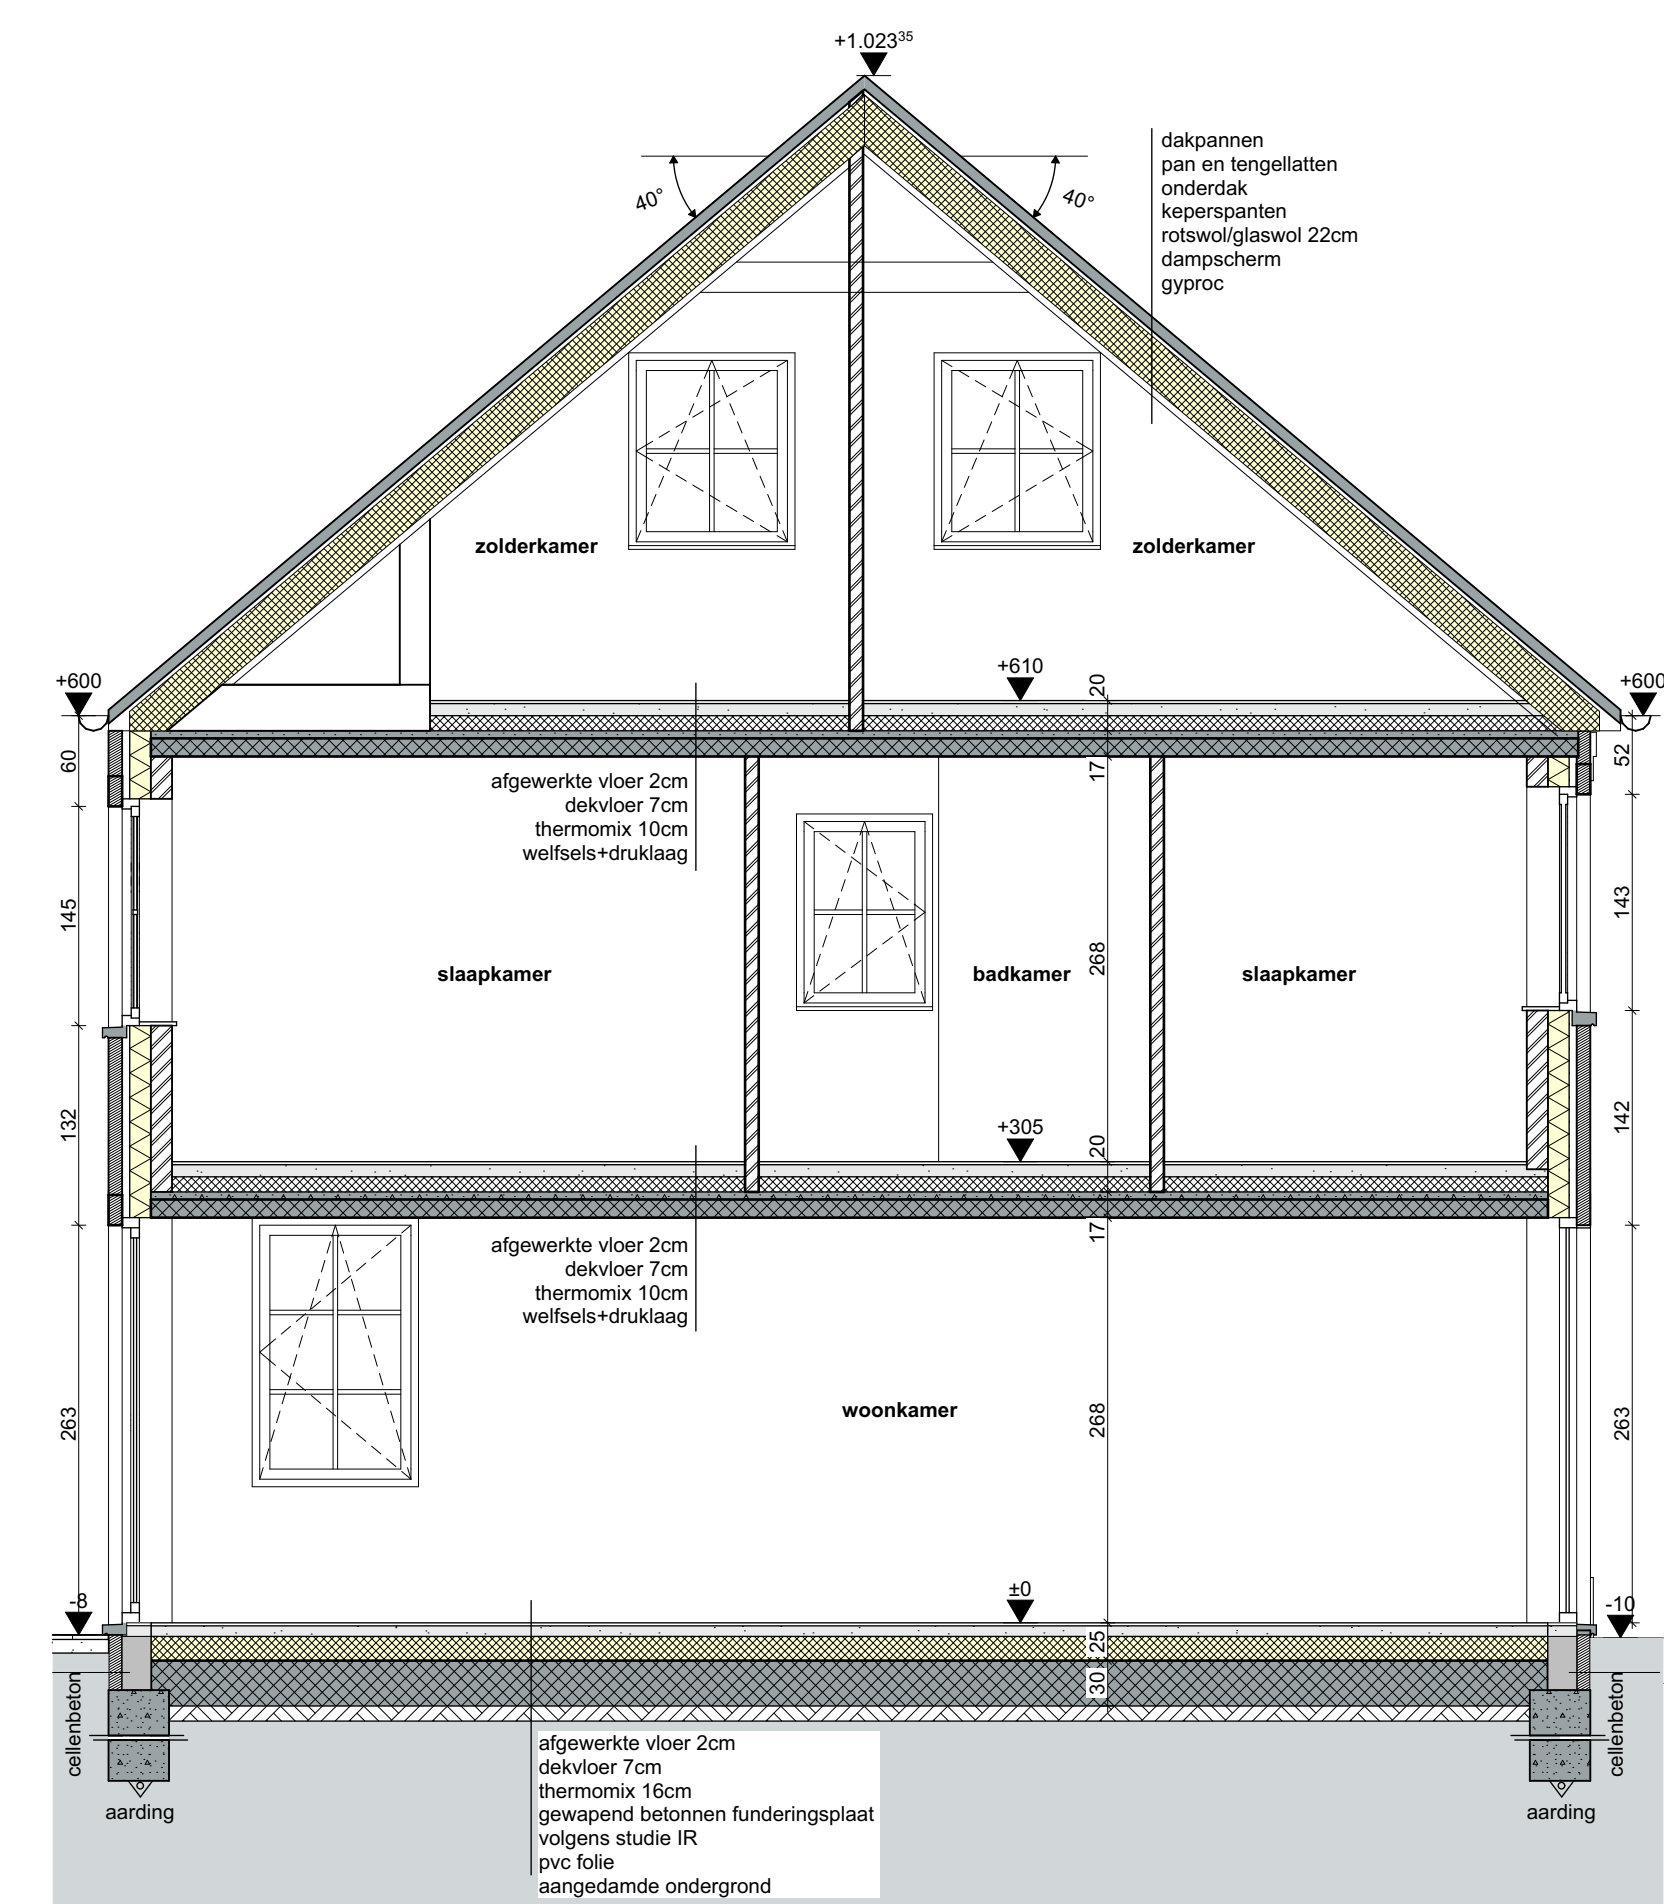 +1.023³⁵
dakpannen
pan en tengellatten
onderdak
keperspanten
rotswol/glaswol 22cm
dampscherm
gyproc
40°
40°
zolderkamer
zolderkamer
+600
+610
20
+600
60
52
17
afgewerkte vloer 2cm
dekvloer 7cm
thermomix 10cm
welfsels+druklaag
145
143
268
slaapkamer
badkamer
slaapkamer
132
142
+305
20
17
afgewerkte vloer 2cm
dekvloer 7cm
thermomix 10cm
welfsels+druklaag
263
268
263
woonkamer
-8
±0
-10
25
30
cellenbeton
cellenbeton
afgewerkte vloer 2cm
dekvloer 7cm
thermomix 16cm
gewapend betonnen funderingsplaat
volgens studie IR
pvc folie
aangedamde ondergrond
aarding
aarding